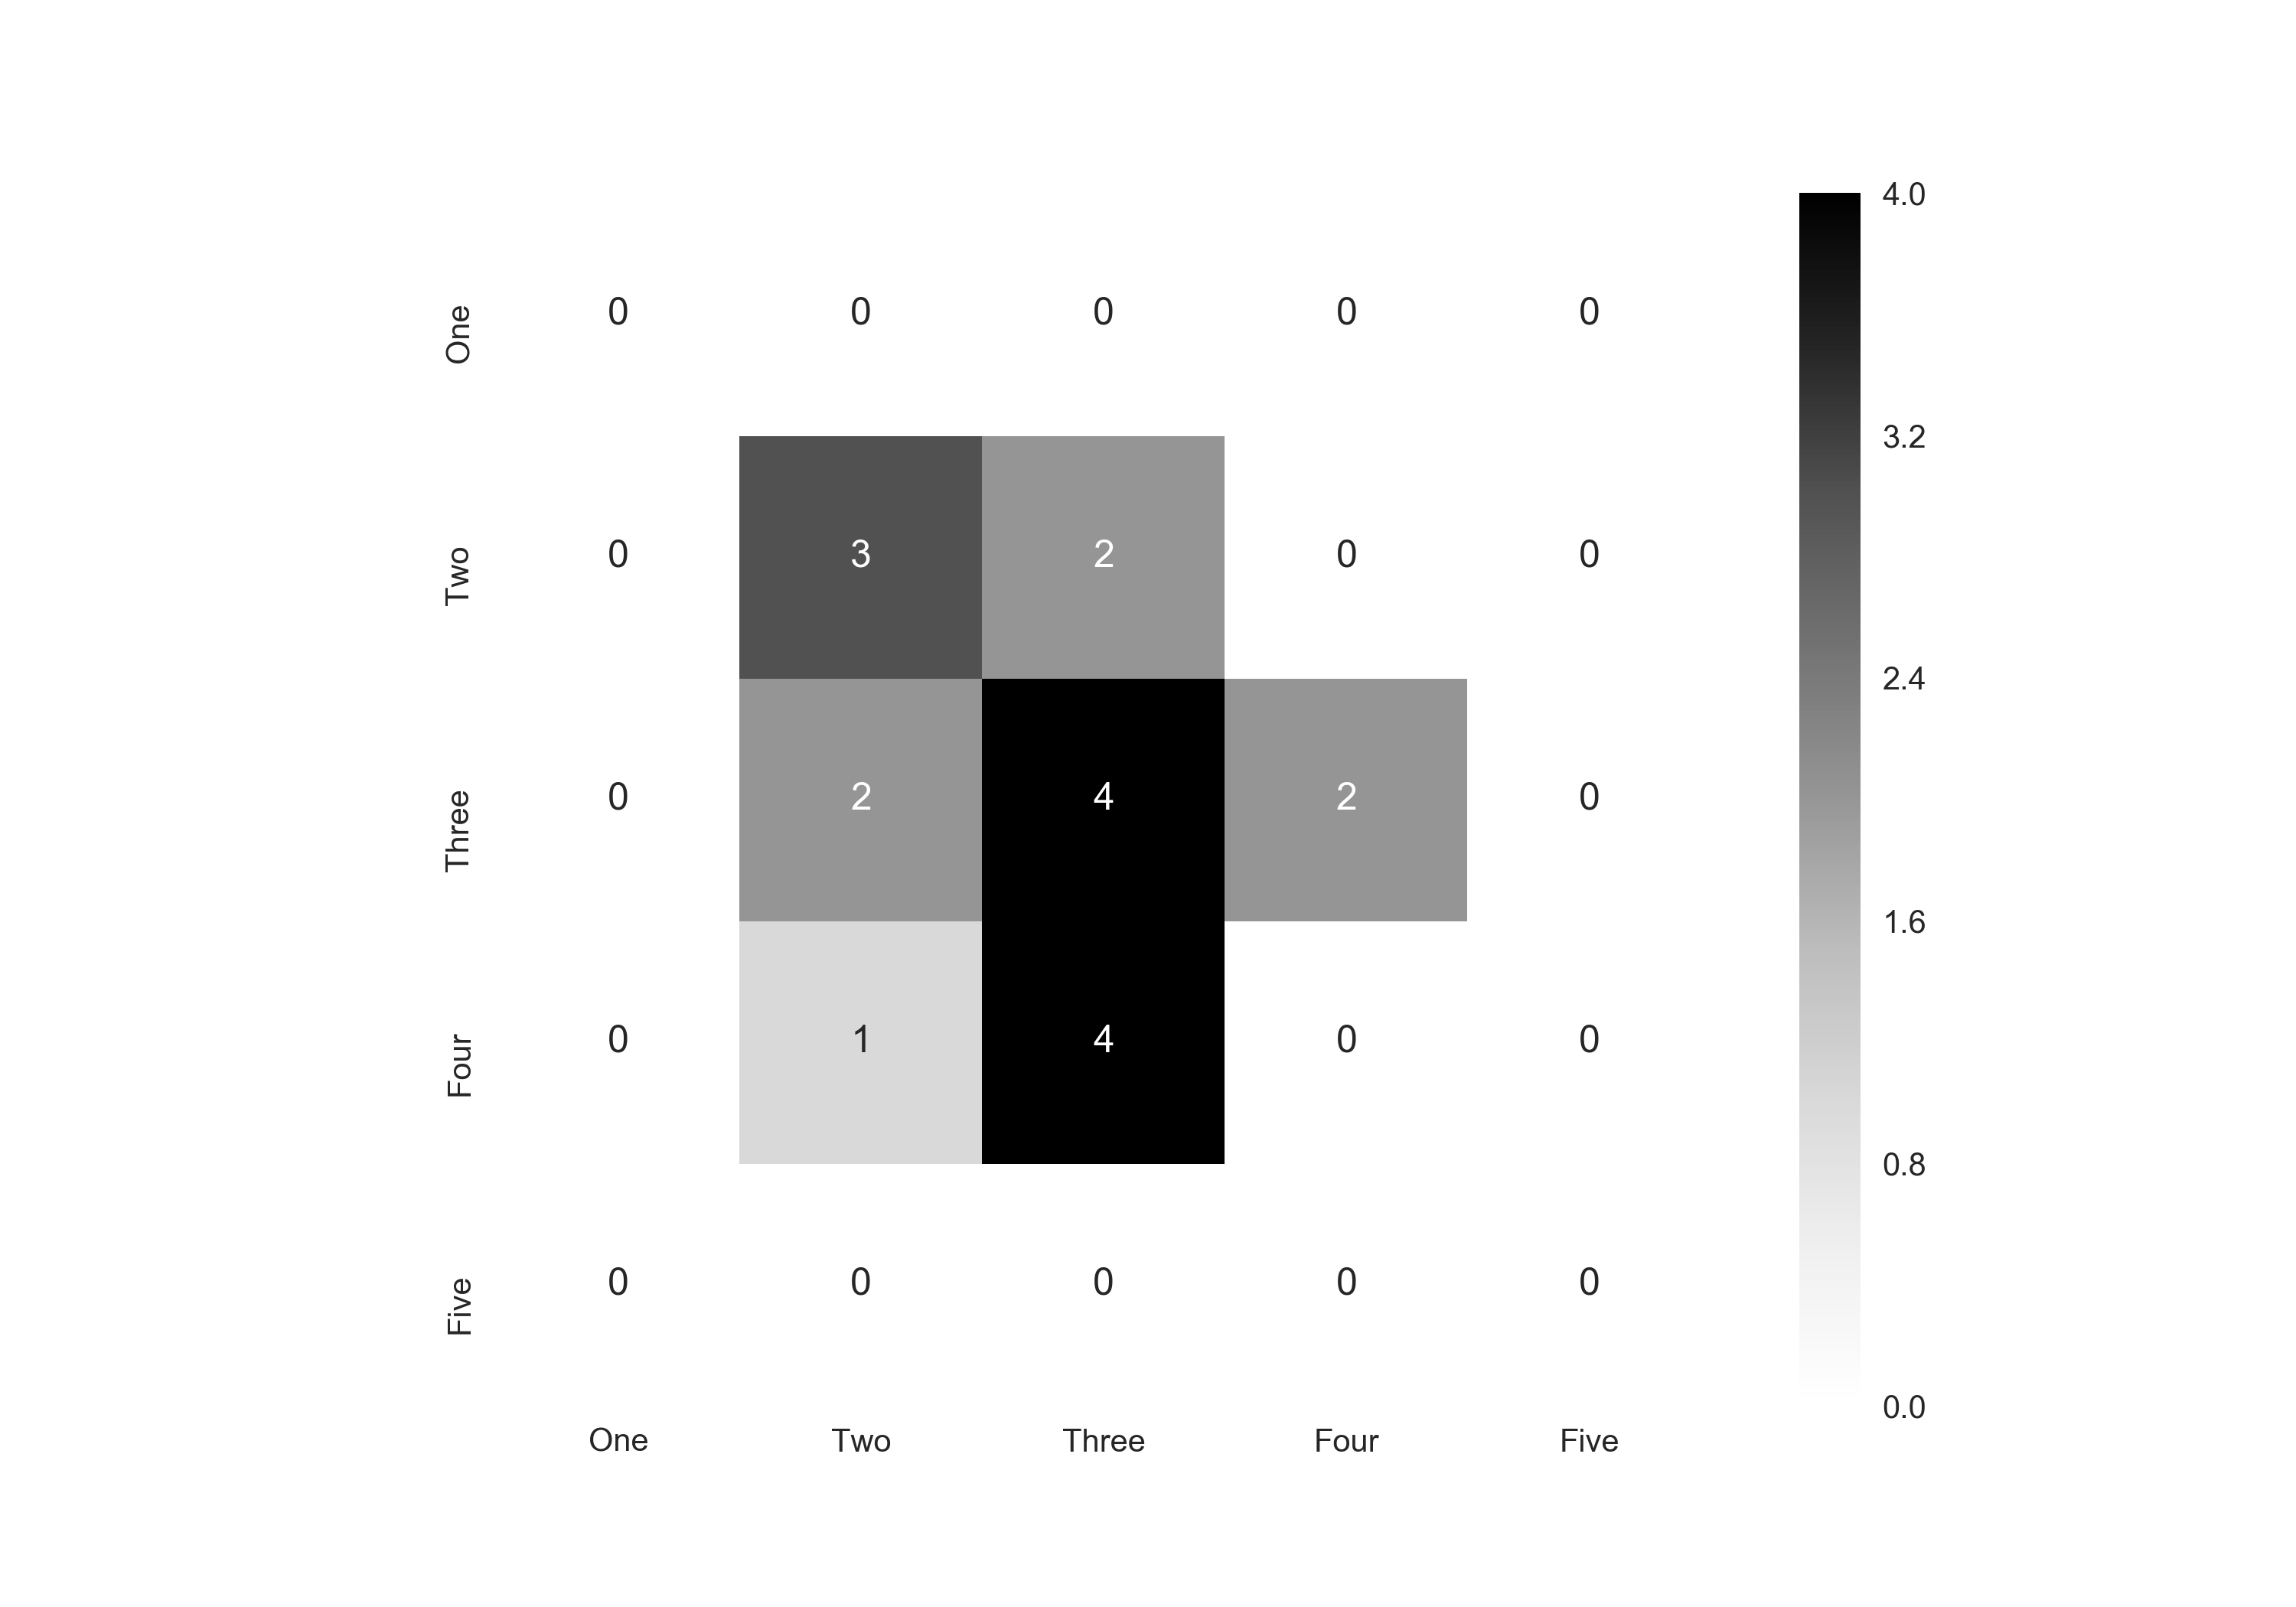 4.0
One 0 0 0 0 0
3.2
Two 0 3 2 0 0
2.4
Three 0 2 4 2 0
1.6
Four 0 1 4 0 0
0.8
Five 0 0 0 0 0
0.0
One Two Three Four Five